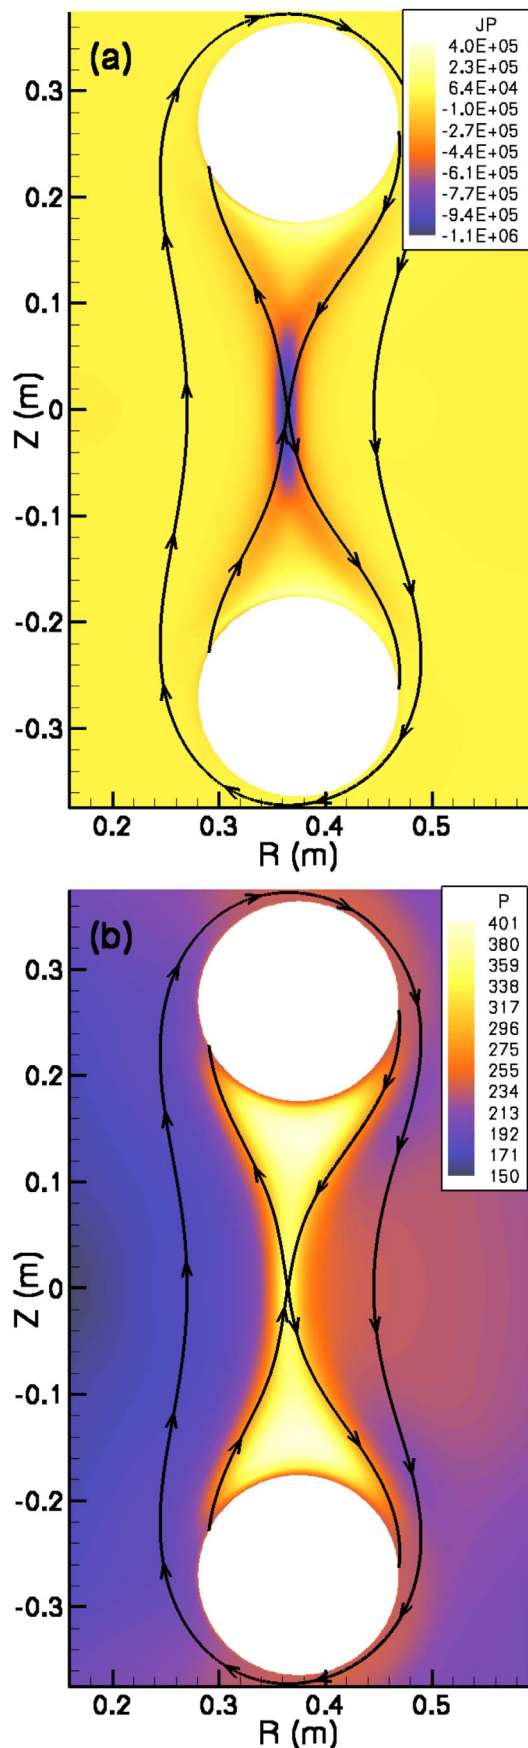 (a)
JP
4.0E+05
2.3E+05
6.4E+04
-1.0E+05
-2.7E+05
-4.4E+05
-6.1E+05
-7.7E+05
-9.4E+05
-1.1E+06
0.3
0.2
0.1
0
-0.1
-0.2
-0.3
Z (m)
0.2 0.3 0.4 0.5
R (m)
(b)
P
401
380
359
338
317
296
275
255
234
213
192
171
150
0.3
0.2
0.1
0
-0.1
-0.2
-0.3
Z (m)
0.2 0.3 0.4 0.5
R (m)